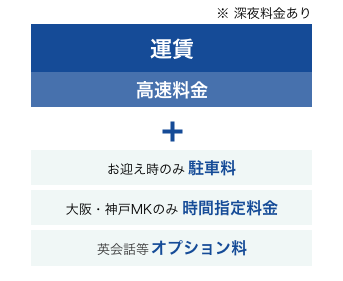 ※ 深夜料金あり
運賃
高速料金
+
お迎え時のみ 駐車料
大阪・神戸MKのみ 時間指定料金
英会話等 オプション料